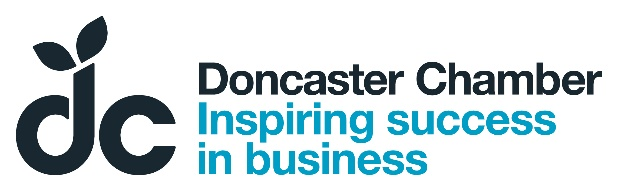 dc
Doncaster Chamber
Inspiring success
in business